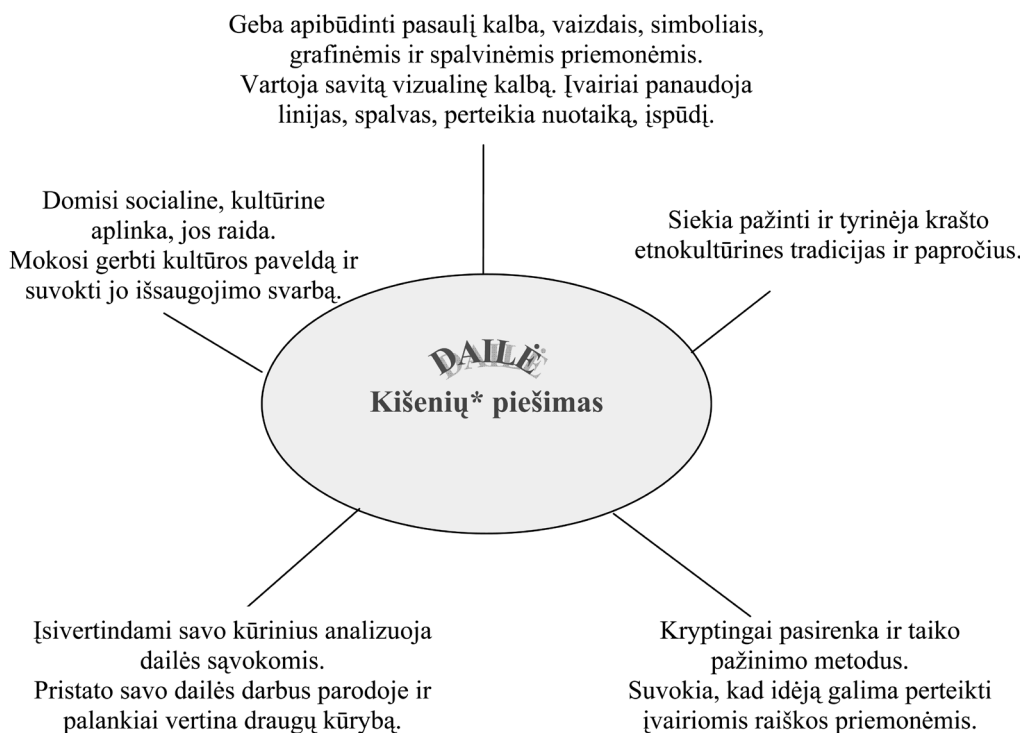 Geba apibūdinti pasaulį kalba, vaizdais, simboliais,
grafinėmis ir spalvinėmis priemonėmis.
Vartoja savitą vizualinę kalbą. Įvairiai panaudoja
linijas, spalvas, perteikia nuotaiką, įspūdį.
Domisi socialine, kultūrine
aplinka, jos raida.
Mokosi gerbti kultūros paveldą ir
suvokti jo išsaugojimo svarbą.
Siekia pažinti ir tyrinėja krašto
etnokultūrines tradicijas ir papročius.
DAILĖ
Kišenių* piešimas
Įsivertindami savo kūrinius analizuoja
dailės sąvokomis.
Pristato savo dailės darbus parodoje ir
palankiai vertina draugų kūrybą.
Kryptingai pasirenka ir taiko
pažinimo metodus.
Suvokia, kad idėją galima perteikti
įvairiomis raiškos priemonėmis.